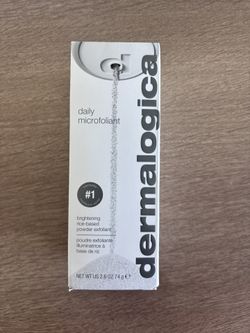 daily
microfoliant
#1
brightening
rice-based
powder exfoliant
poudre exfoliante
illuminatrice à
base de riz
NET WT US 2.6 OZ 74 g ℮
dermalogica